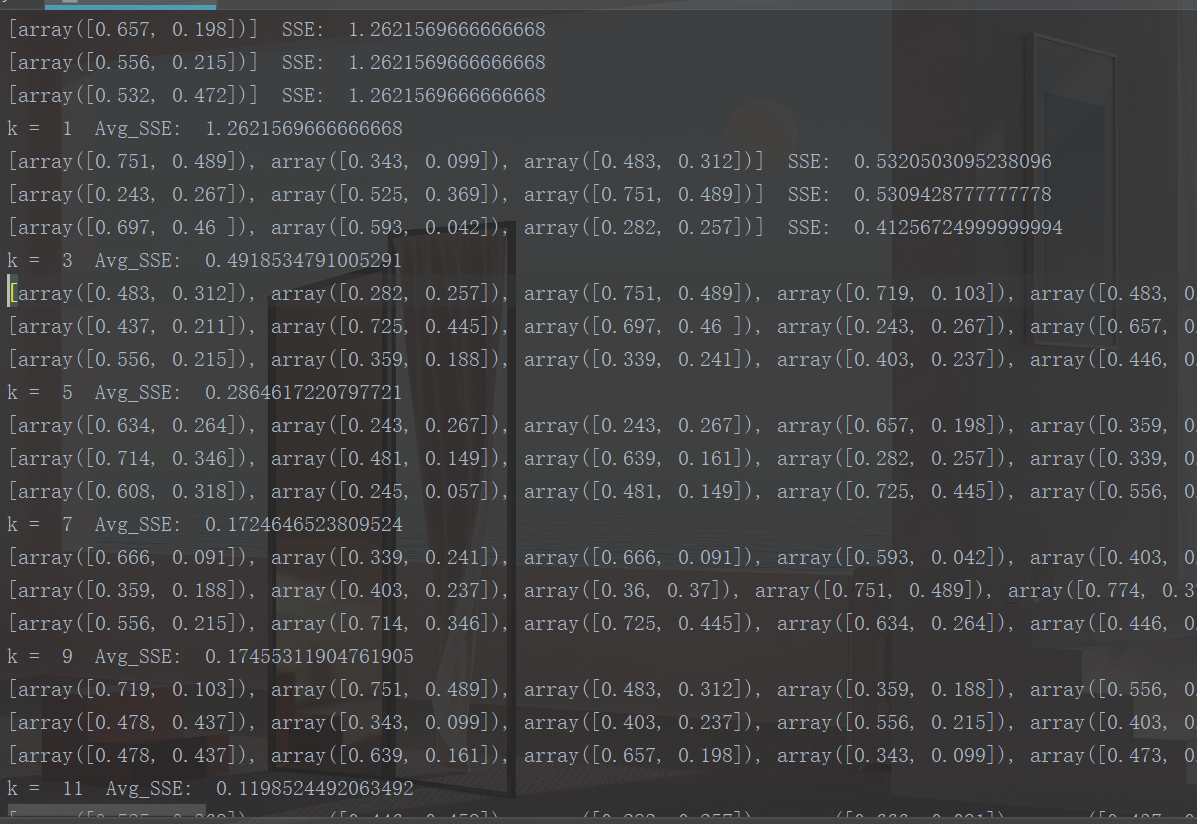 [array([0.657, 0.198])]  SSE:  1.2621569666666668
[array([0.556, 0.215])]  SSE:  1.2621569666666668
[array([0.532, 0.472])]  SSE:  1.2621569666666668
k =  1  Avg_SSE:  1.2621569666666668
[array([0.751, 0.489]), array([0.343, 0.099]), array([0.483, 0.312])]  SSE:  0.5320503095238096
[array([0.243, 0.267]), array([0.525, 0.369]), array([0.751, 0.489])]  SSE:  0.5309428777777778
[array([0.697, 0.46 ]), array([0.593, 0.042]), array([0.282, 0.257])]  SSE:  0.41256724999999994
k =  3  Avg_SSE:  0.4918534791005291
[array([0.483, 0.312]), array([0.282, 0.257]), array([0.751, 0.489]), array([0.719, 0.103]), array([0.483, 0.
[array([0.437, 0.211]), array([0.725, 0.445]), array([0.697, 0.46 ]), array([0.243, 0.267]), array([0.657, 0.
[array([0.556, 0.215]), array([0.359, 0.188]), array([0.339, 0.241]), array([0.403, 0.237]), array([0.446, 0.
k =  5  Avg_SSE:  0.2864617220797721
[array([0.634, 0.264]), array([0.243, 0.267]), array([0.243, 0.267]), array([0.657, 0.198]), array([0.359, 0.
[array([0.714, 0.346]), array([0.481, 0.149]), array([0.639, 0.161]), array([0.282, 0.257]), array([0.339, 0.
[array([0.608, 0.318]), array([0.245, 0.057]), array([0.481, 0.149]), array([0.725, 0.445]), array([0.556, 0.
k =  7  Avg_SSE:  0.1724646523809524
[array([0.666, 0.091]), array([0.339, 0.241]), array([0.666, 0.091]), array([0.593, 0.042]), array([0.403, 0.
[array([0.359, 0.188]), array([0.403, 0.237]), array([0.36, 0.37]), array([0.751, 0.489]), array([0.774, 0.3
[array([0.556, 0.215]), array([0.714, 0.346]), array([0.725, 0.445]), array([0.634, 0.264]), array([0.446, 0.
k =  9  Avg_SSE:  0.17455311904761905
[array([0.719, 0.103]), array([0.751, 0.489]), array([0.483, 0.312]), array([0.359, 0.188]), array([0.556, 0.
[array([0.478, 0.437]), array([0.343, 0.099]), array([0.403, 0.237]), array([0.556, 0.215]), array([0.403, 0.
[array([0.478, 0.437]), array([0.639, 0.161]), array([0.657, 0.198]), array([0.343, 0.099]), array([0.473, 0.
k =  11  Avg_SSE:  0.1198524492063492